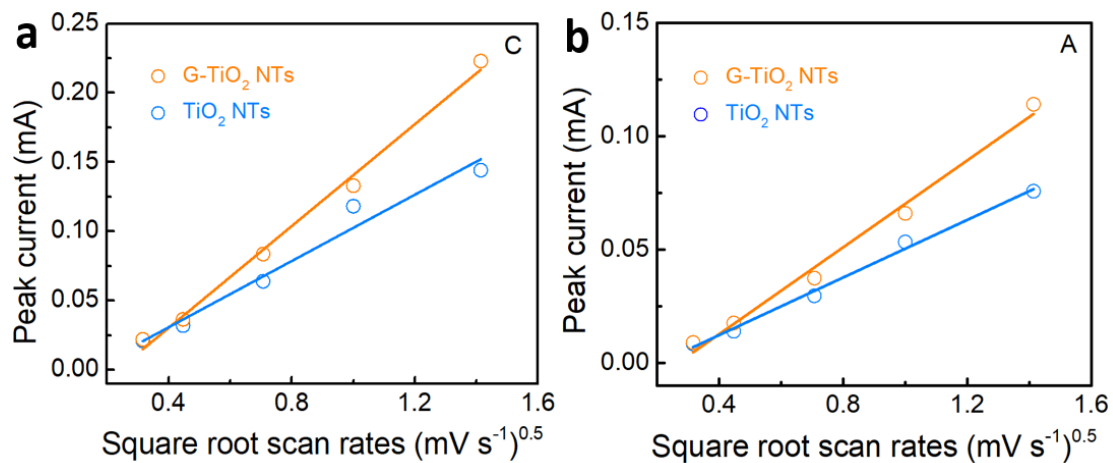 a
C
G-TiO₂ NTs
TiO₂ NTs
0.25
0.20
0.15
0.10
0.05
0.00
Peak current (mA)
0.4 0.8 1.2 1.6
Square root scan rates (mV s⁻¹)⁰·⁵
b
A
G-TiO₂ NTs
TiO₂ NTs
0.15
0.10
0.05
0.00
Peak current (mA)
0.4 0.8 1.2 1.6
Square root scan rates (mV s⁻¹)⁰·⁵